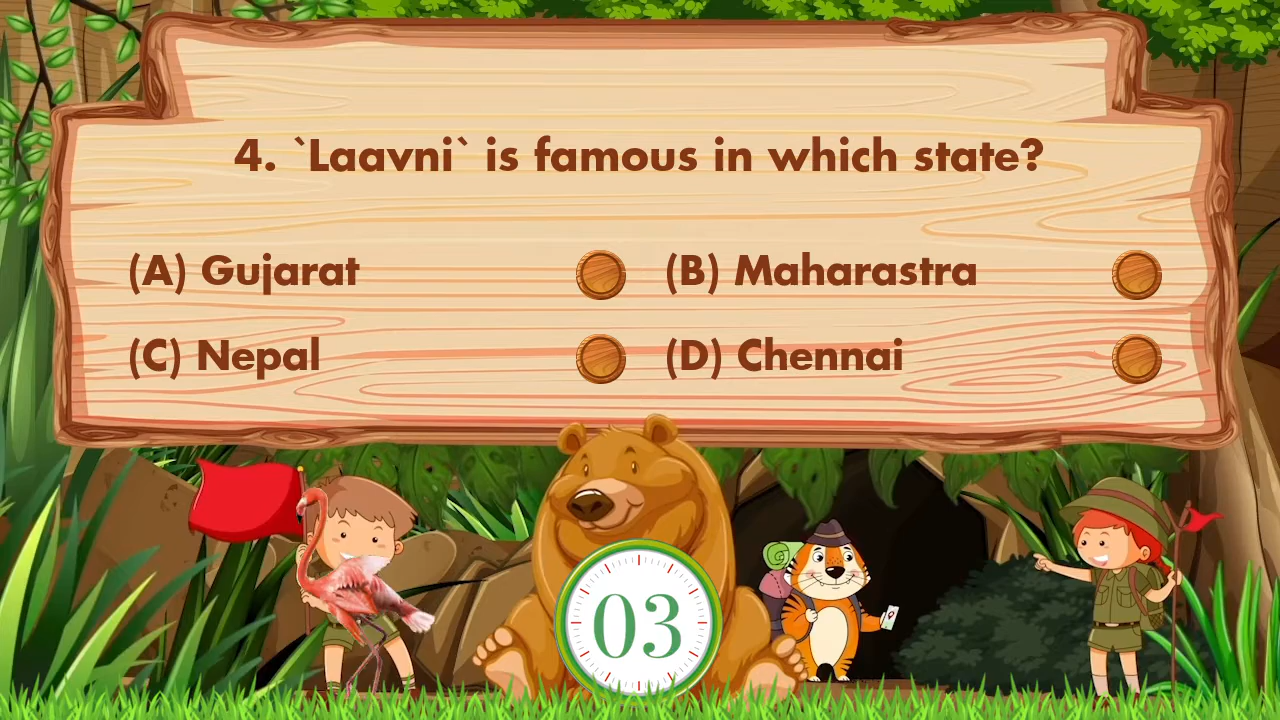 4. `Laavni` is famous in which state?
(A) Gujarat
(B) Maharastra
(C) Nepal
(D) Chennai
03